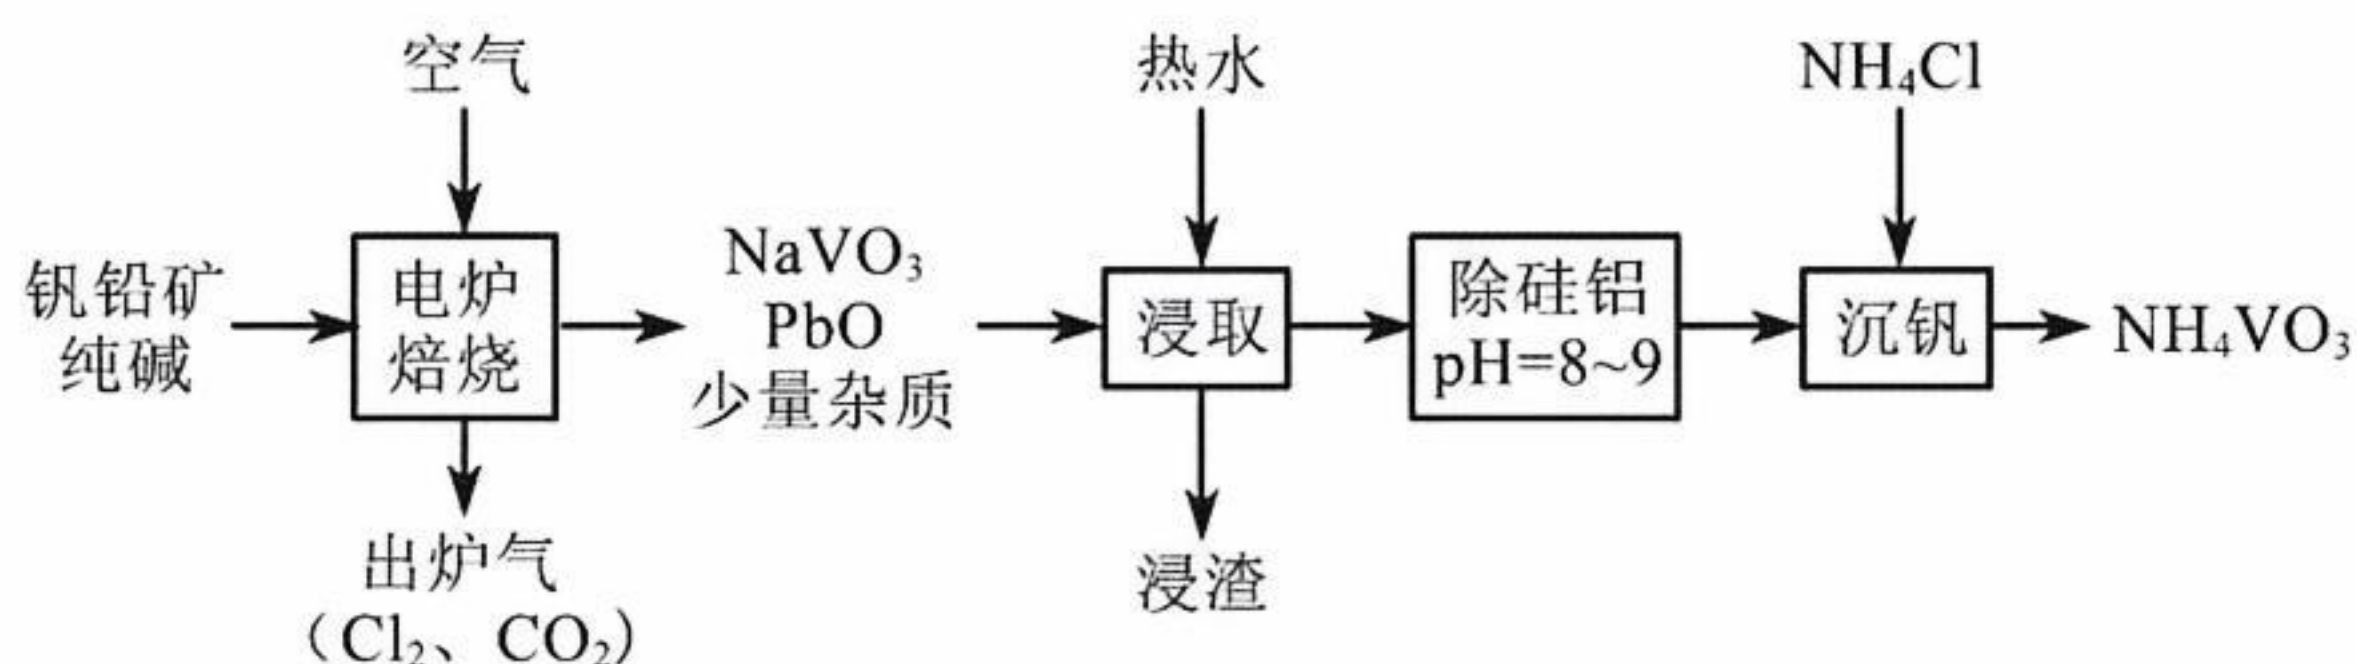 空气
热水
NH₄Cl
钒铅矿
纯碱
电炉
焙烧
NaVO₃
PbO
少量杂质
浸取
除硅铝
pH=8~9
沉钒
NH₄VO₃
出炉气
（Cl₂、CO₂）
浸渣